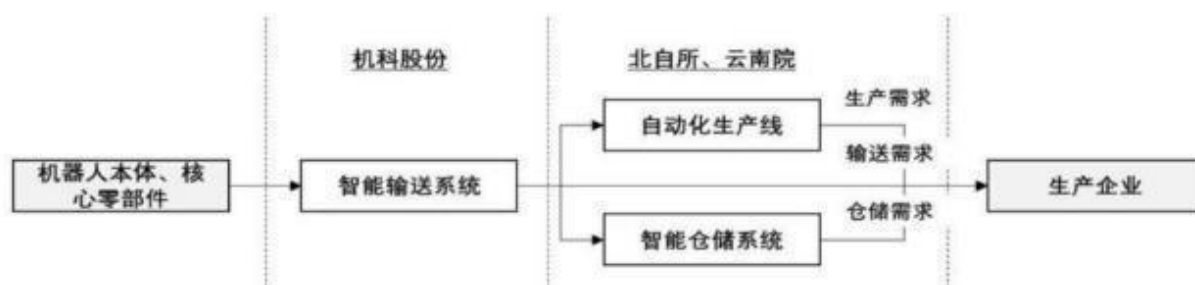 机科股份
北自所、云南院
生产需求
自动化生产线
输送需求
机器人本体、核
心零部件
智能输送系统
生产企业
仓储需求
智能仓储系统